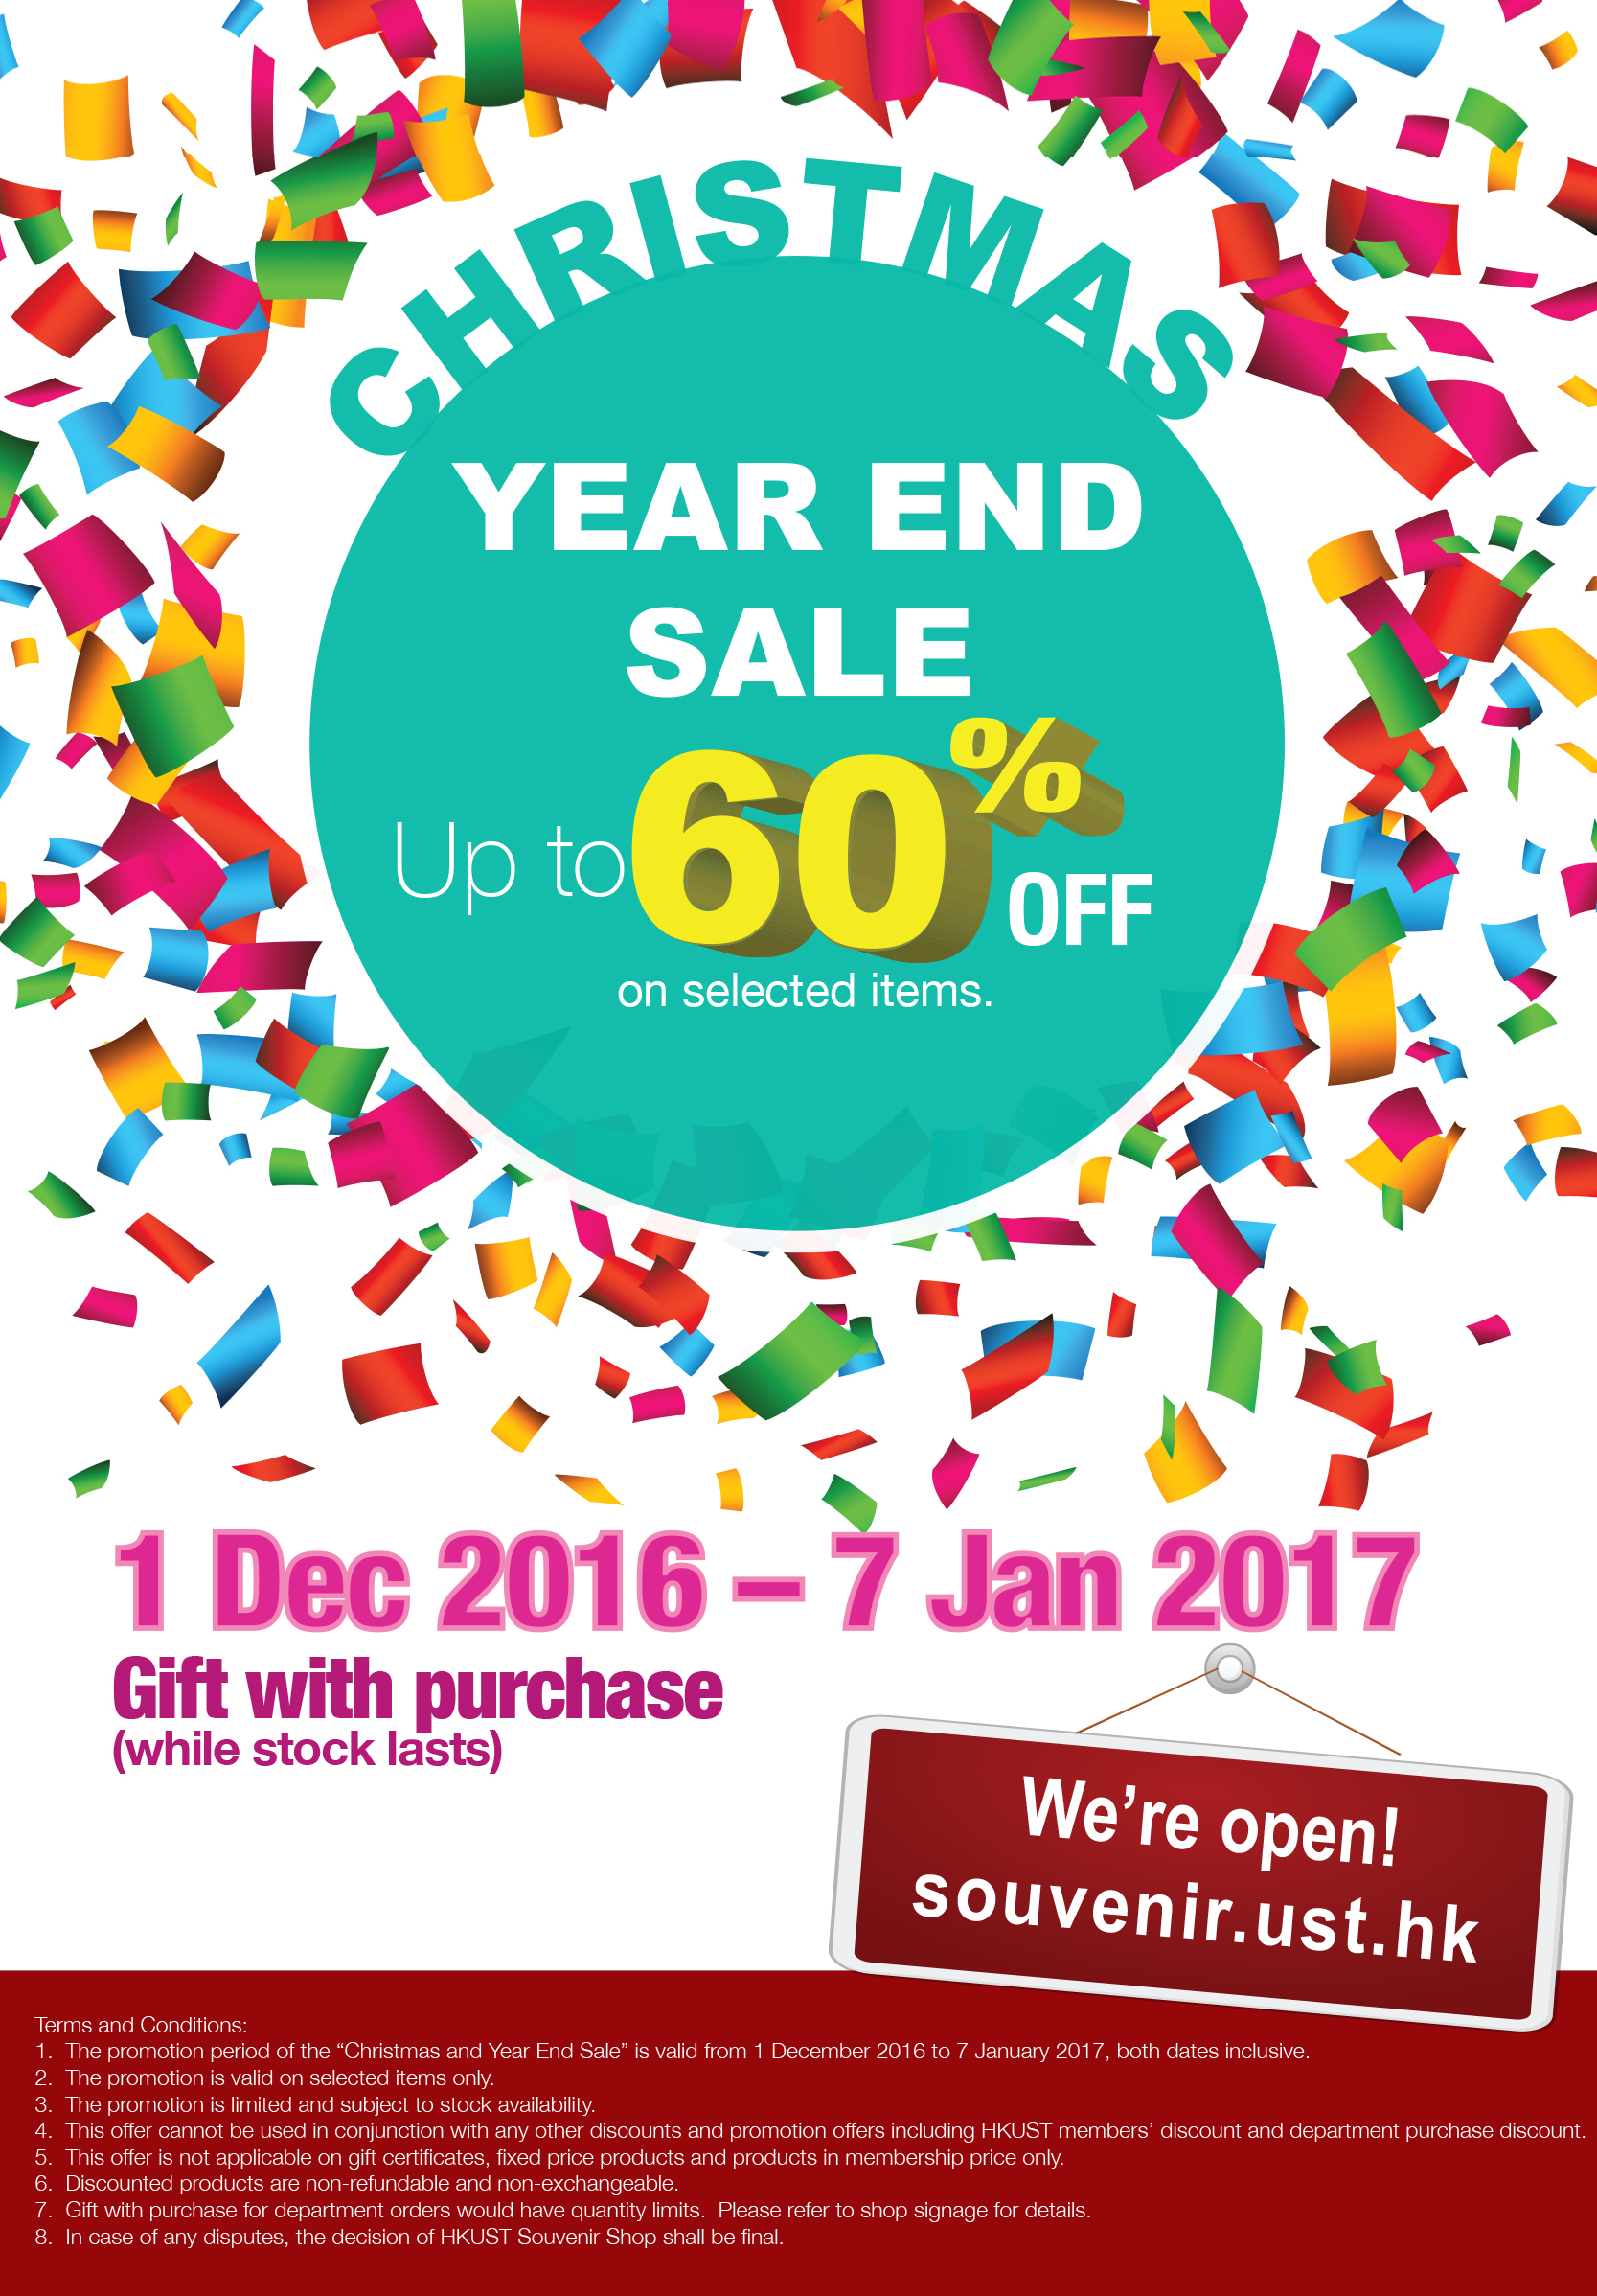 CHRISTMAS
YEAR END
SALE
Up to 60% OFF
on selected items.
1 Dec 2016 – 7 Jan 2017
Gift with purchase
(while stock lasts)
We’re open!
souvenir.ust.hk
Terms and Conditions:
1. The promotion period of the “Christmas and Year End Sale” is valid from 1 December 2016 to 7 January 2017, both dates inclusive.
2. The promotion is valid on selected items only.
3. The promotion is limited and subject to stock availability.
4. This offer cannot be used in conjunction with any other discounts and promotion offers including HKUST members’ discount and department purchase discount.
5. This offer is not applicable on gift certificates, fixed price products and products in membership price only.
6. Discounted products are non-refundable and non-exchangeable.
7. Gift with purchase for department orders would have quantity limits. Please refer to shop signage for details.
8. In case of any disputes, the decision of HKUST Souvenir Shop shall be final.